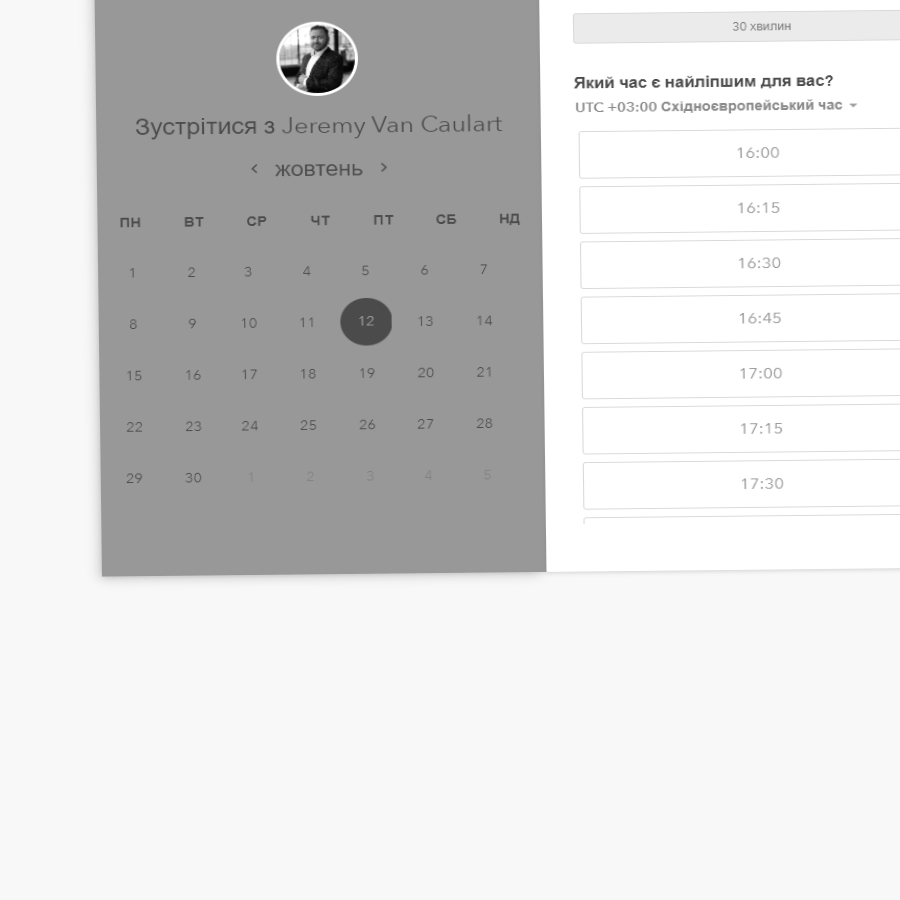 Зустрітися з Jeremy Van Caulart
< жовтень >
ПН ВТ СР ЧТ ПТ СБ НД
1 2 3 4 5 6 7
8 9 10 11 12 13 14
15 16 17 18 19 20 21
22 23 24 25 26 27 28
29 30 1 2 3 4 5
30 хвилин
Який час є найліпшим для вас?
UTC +03:00 Східноєвропейський час
16:00
16:15
16:30
16:45
17:00
17:15
17:30